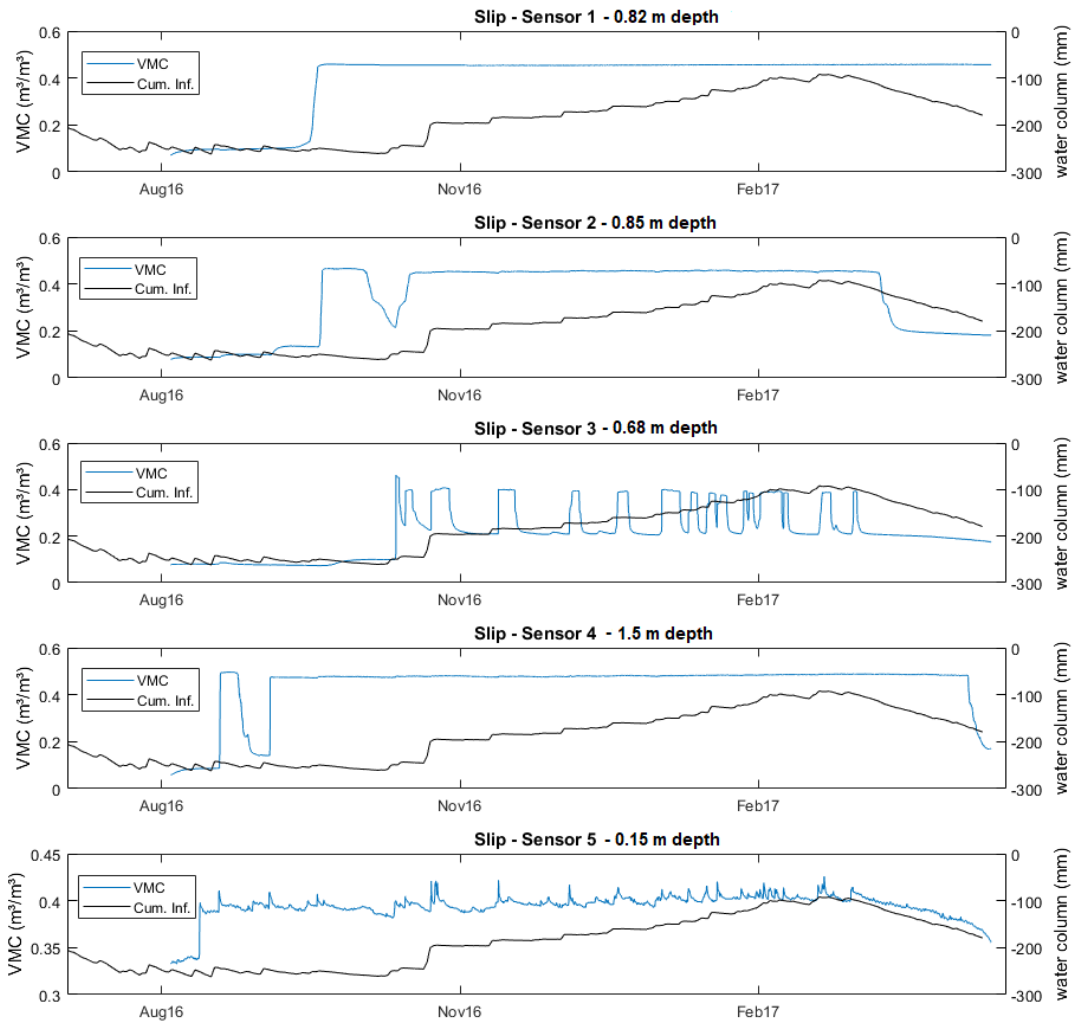 Slip - Sensor 1 - 0.82 m depth
VMC (m³/m³)
0.6
0.4
0.2
0
VMC
Cum. Inf.
Aug16
Nov16
Feb17
0
-100
-200
-300
water column (mm)
Slip - Sensor 2 - 0.85 m depth
VMC (m³/m³)
0.6
0.4
0.2
0
VMC
Cum. Inf.
Aug16
Nov16
Feb17
0
-100
-200
-300
water column (mm)
Slip - Sensor 3 - 0.68 m depth
VMC (m³/m³)
0.6
0.4
0.2
0
VMC
Cum. Inf.
Aug16
Nov16
Feb17
0
-100
-200
-300
water column (mm)
Slip - Sensor 4 - 1.5 m depth
VMC (m³/m³)
0.6
0.4
0.2
0
VMC
Cum. Inf.
Aug16
Nov16
Feb17
0
-100
-200
-300
water column (mm)
Slip - Sensor 5 - 0.15 m depth
VMC (m³/m³)
0.45
0.4
0.35
0.3
VMC
Cum. Inf.
Aug16
Nov16
Feb17
0
-100
-200
-300
water column (mm)